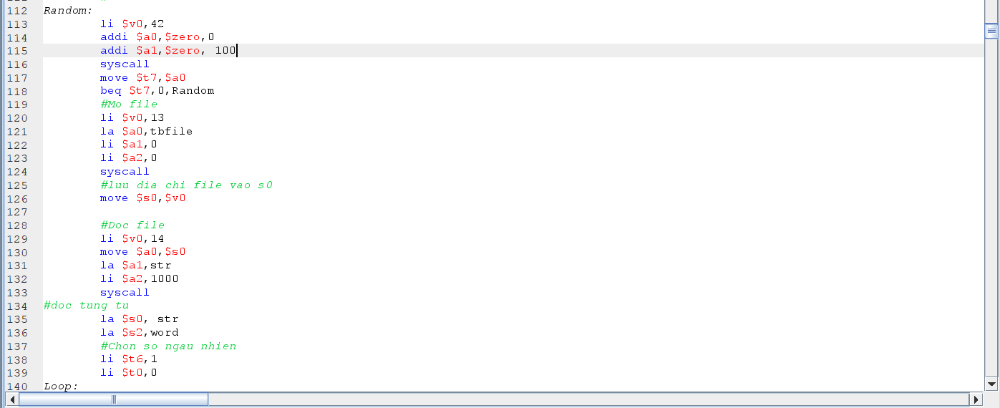 112 Random:
113 li $v0,42
114 addi $a0,$zero,0
115 addi $a1,$zero, 100
116 syscall
117 move $t7,$a0
118 beq $t7,0,Random
119 #Mo file
120 li $v0,13
121 la $a0,tbfile
122 li $a1,0
123 li $a2,0
124 syscall
125 #luu dia chi file vao s0
126 move $s0,$v0
127
128 #Doc file
129 li $v0,14
130 move $a0,$s0
131 la $a1,str
132 li $a2,1000
133 syscall
134 #doc tung tu
135 la $s0, str
136 la $s2,word
137 #Chon so ngau nhien
138 li $t6,1
139 li $t0,0
140 Loop: